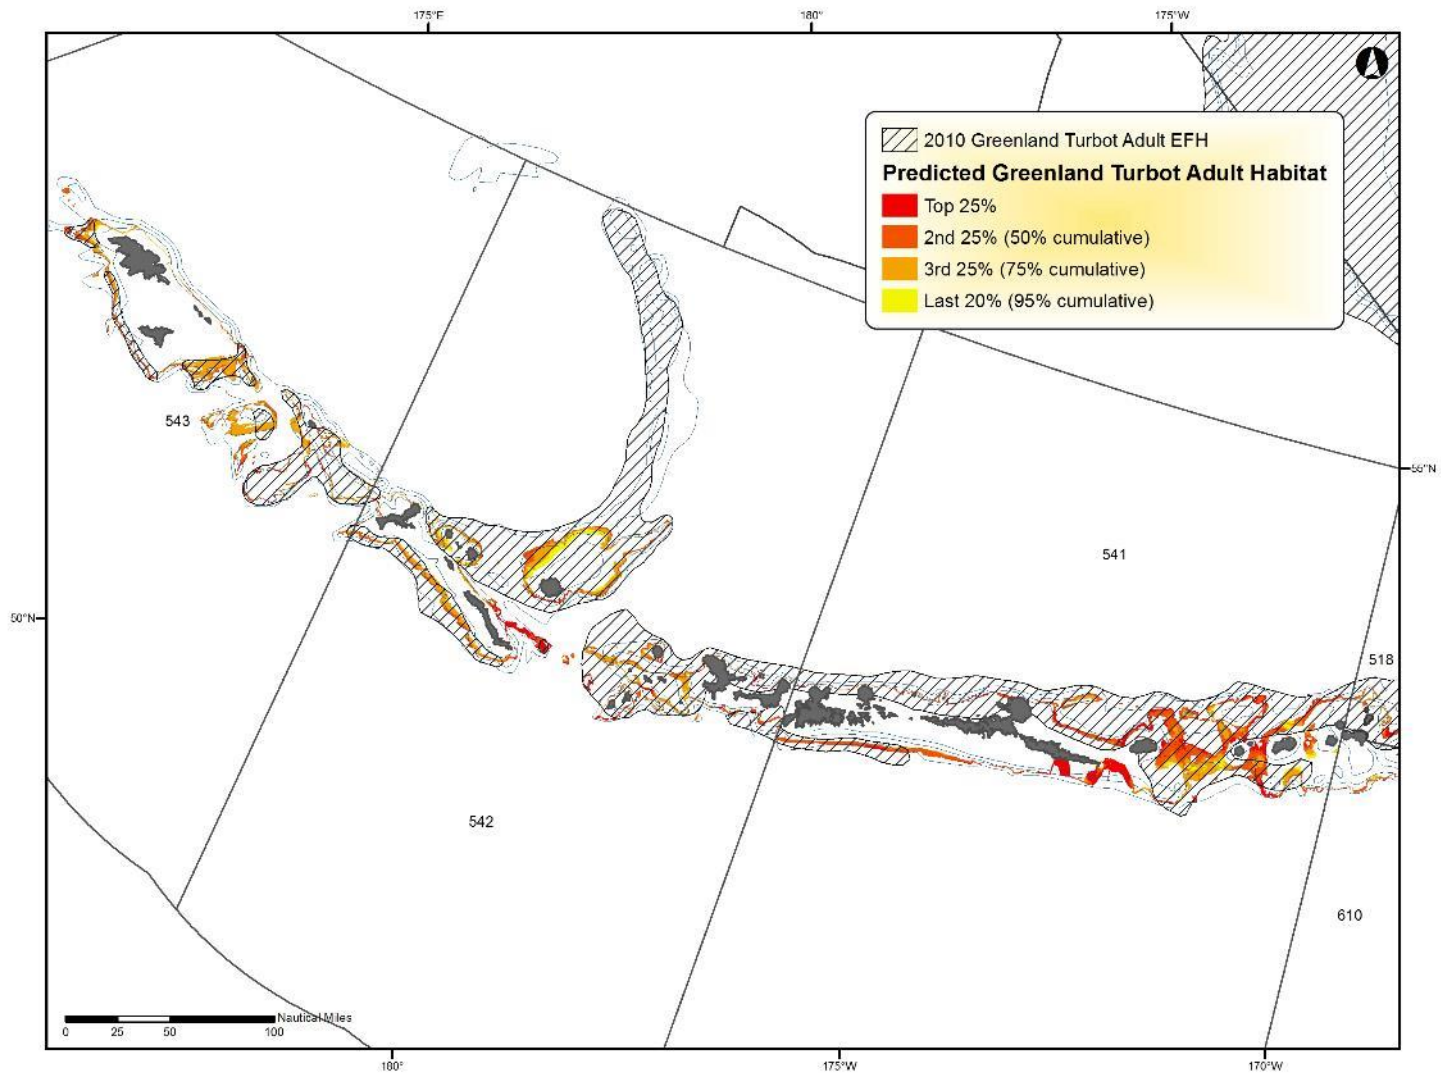 175°E
180°
175°W
2010 Greenland Turbot Adult EFH
Predicted Greenland Turbot Adult Habitat
Top 25%
2nd 25% (50% cumulative)
3rd 25% (75% cumulative)
Last 20% (95% cumulative)
543
55°N
541
50°N
518
542
610
Nautical Miles
0 25 50 100
180°
175°W
170°W